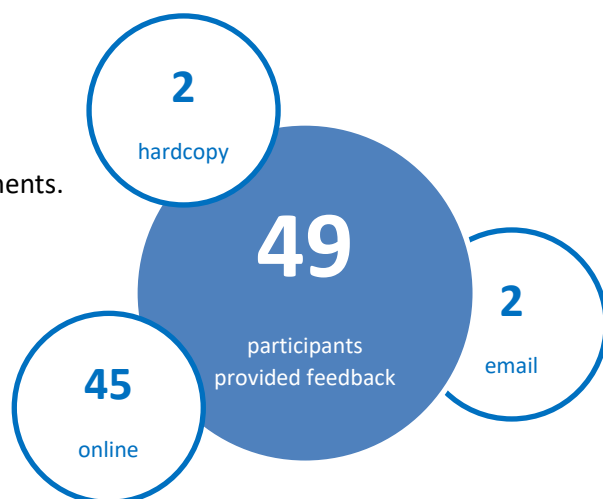 2
hardcopy
nents.
49
participants
provided feedback
2
email
45
online